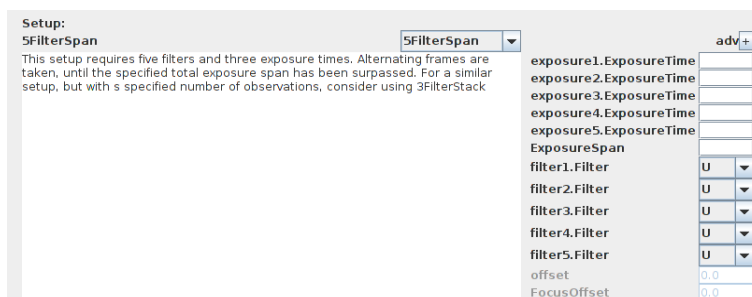 Setup:
5FilterSpan 5FilterSpan adv +
This setup requires five filters and three exposure times. Alternating frames are
taken, until the specified total exposure span has been surpassed. For a similar
setup, but with s specified number of observations, consider using 3FilterStack
exposure1.ExposureTime
exposure2.ExposureTime
exposure3.ExposureTime
exposure4.ExposureTime
exposure5.ExposureTime
ExposureSpan
filter1.Filter U
filter2.Filter U
filter3.Filter U
filter4.Filter U
filter5.Filter U
offset 0.0
FocusOffset 0.0